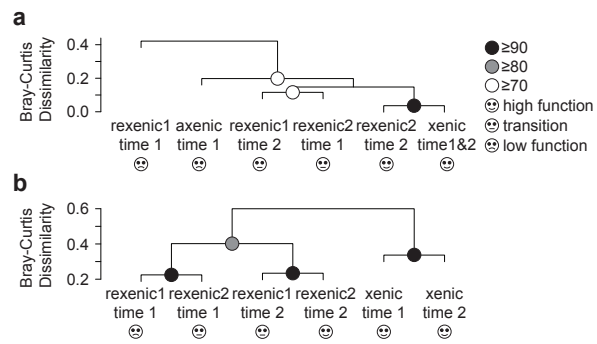 a
Bray-Curtis
Dissimilarity
0.4
0.2
0.0
rexenic1 axenic rexenic1 rexenic2 rexenic2 xenic
time 1 time 1 time 2 time 1 time 2 time1&2
≥90
≥80
≥70
high function
transition
low function
b
Bray-Curtis
Dissimilarity
0.6
0.4
0.2
rexenic1 rexenic2 rexenic1 rexenic2 xenic xenic
time 1 time 1 time 2 time 2 time 1 time 2